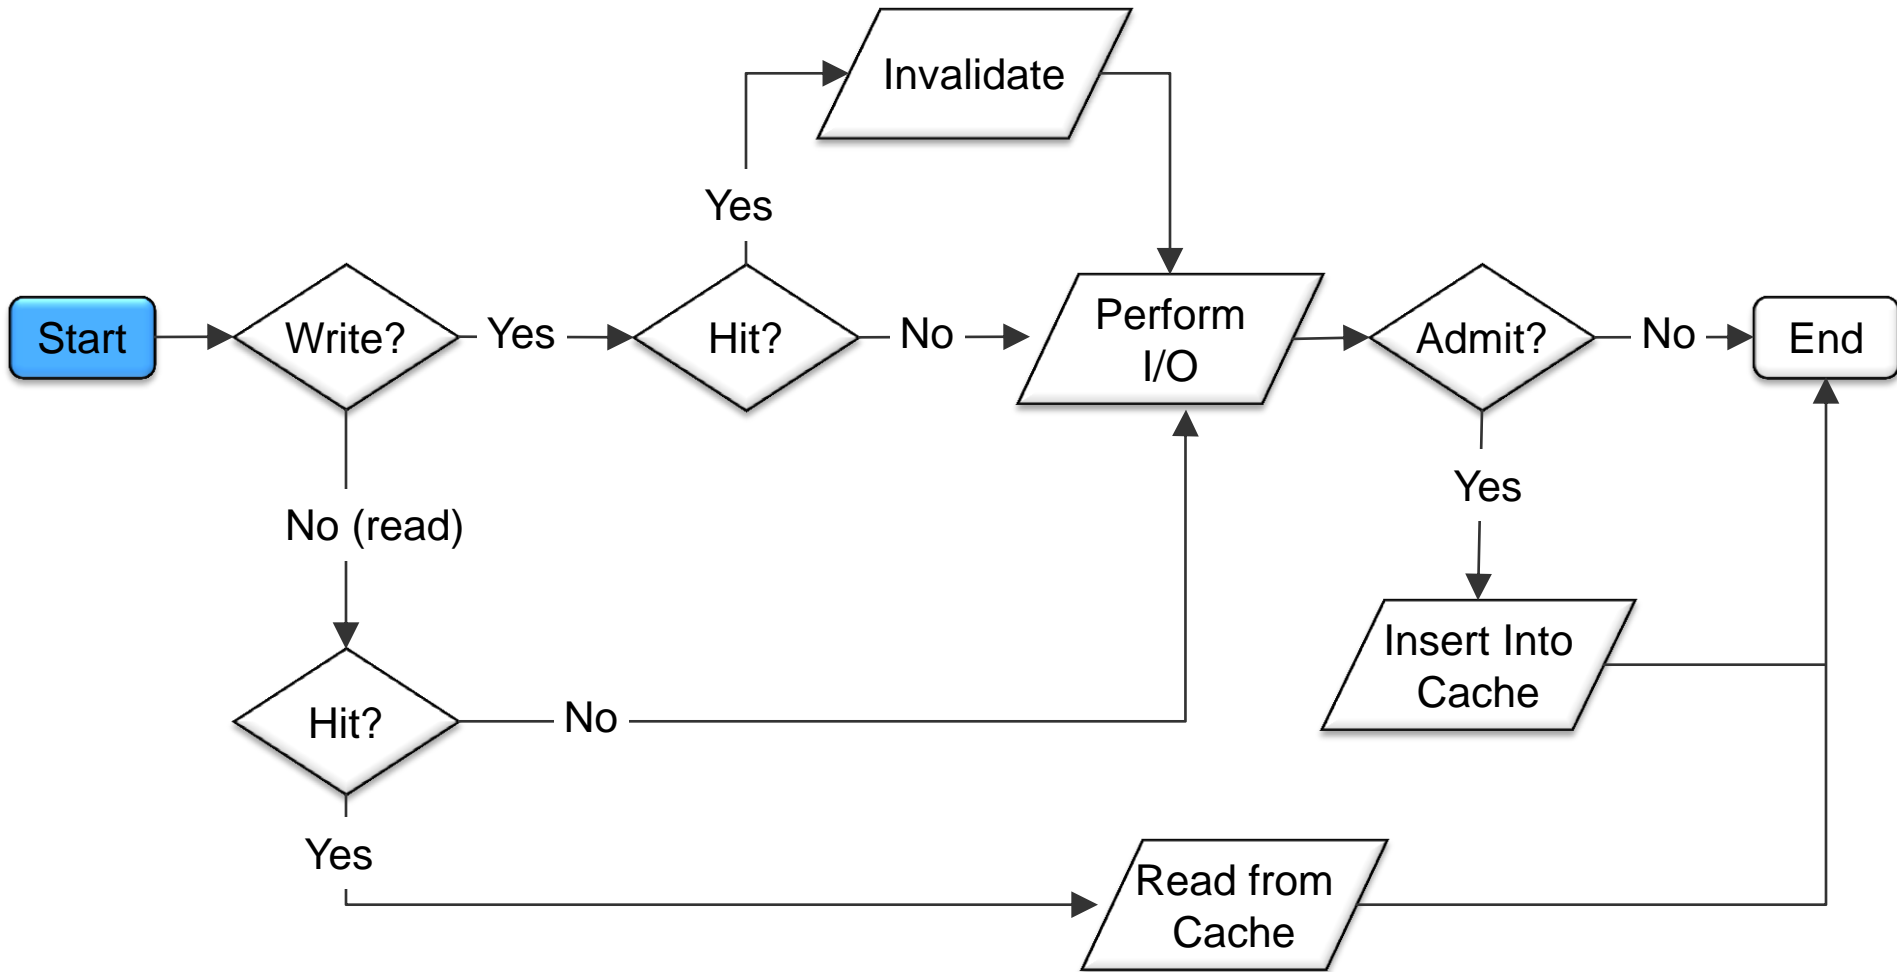 Invalidate
Yes
Start
Write?
Yes
Hit?
No
Perform
I/O
Admit?
No
End
Yes
No (read)
Insert Into
Cache
Hit?
No
Yes
Read from
Cache